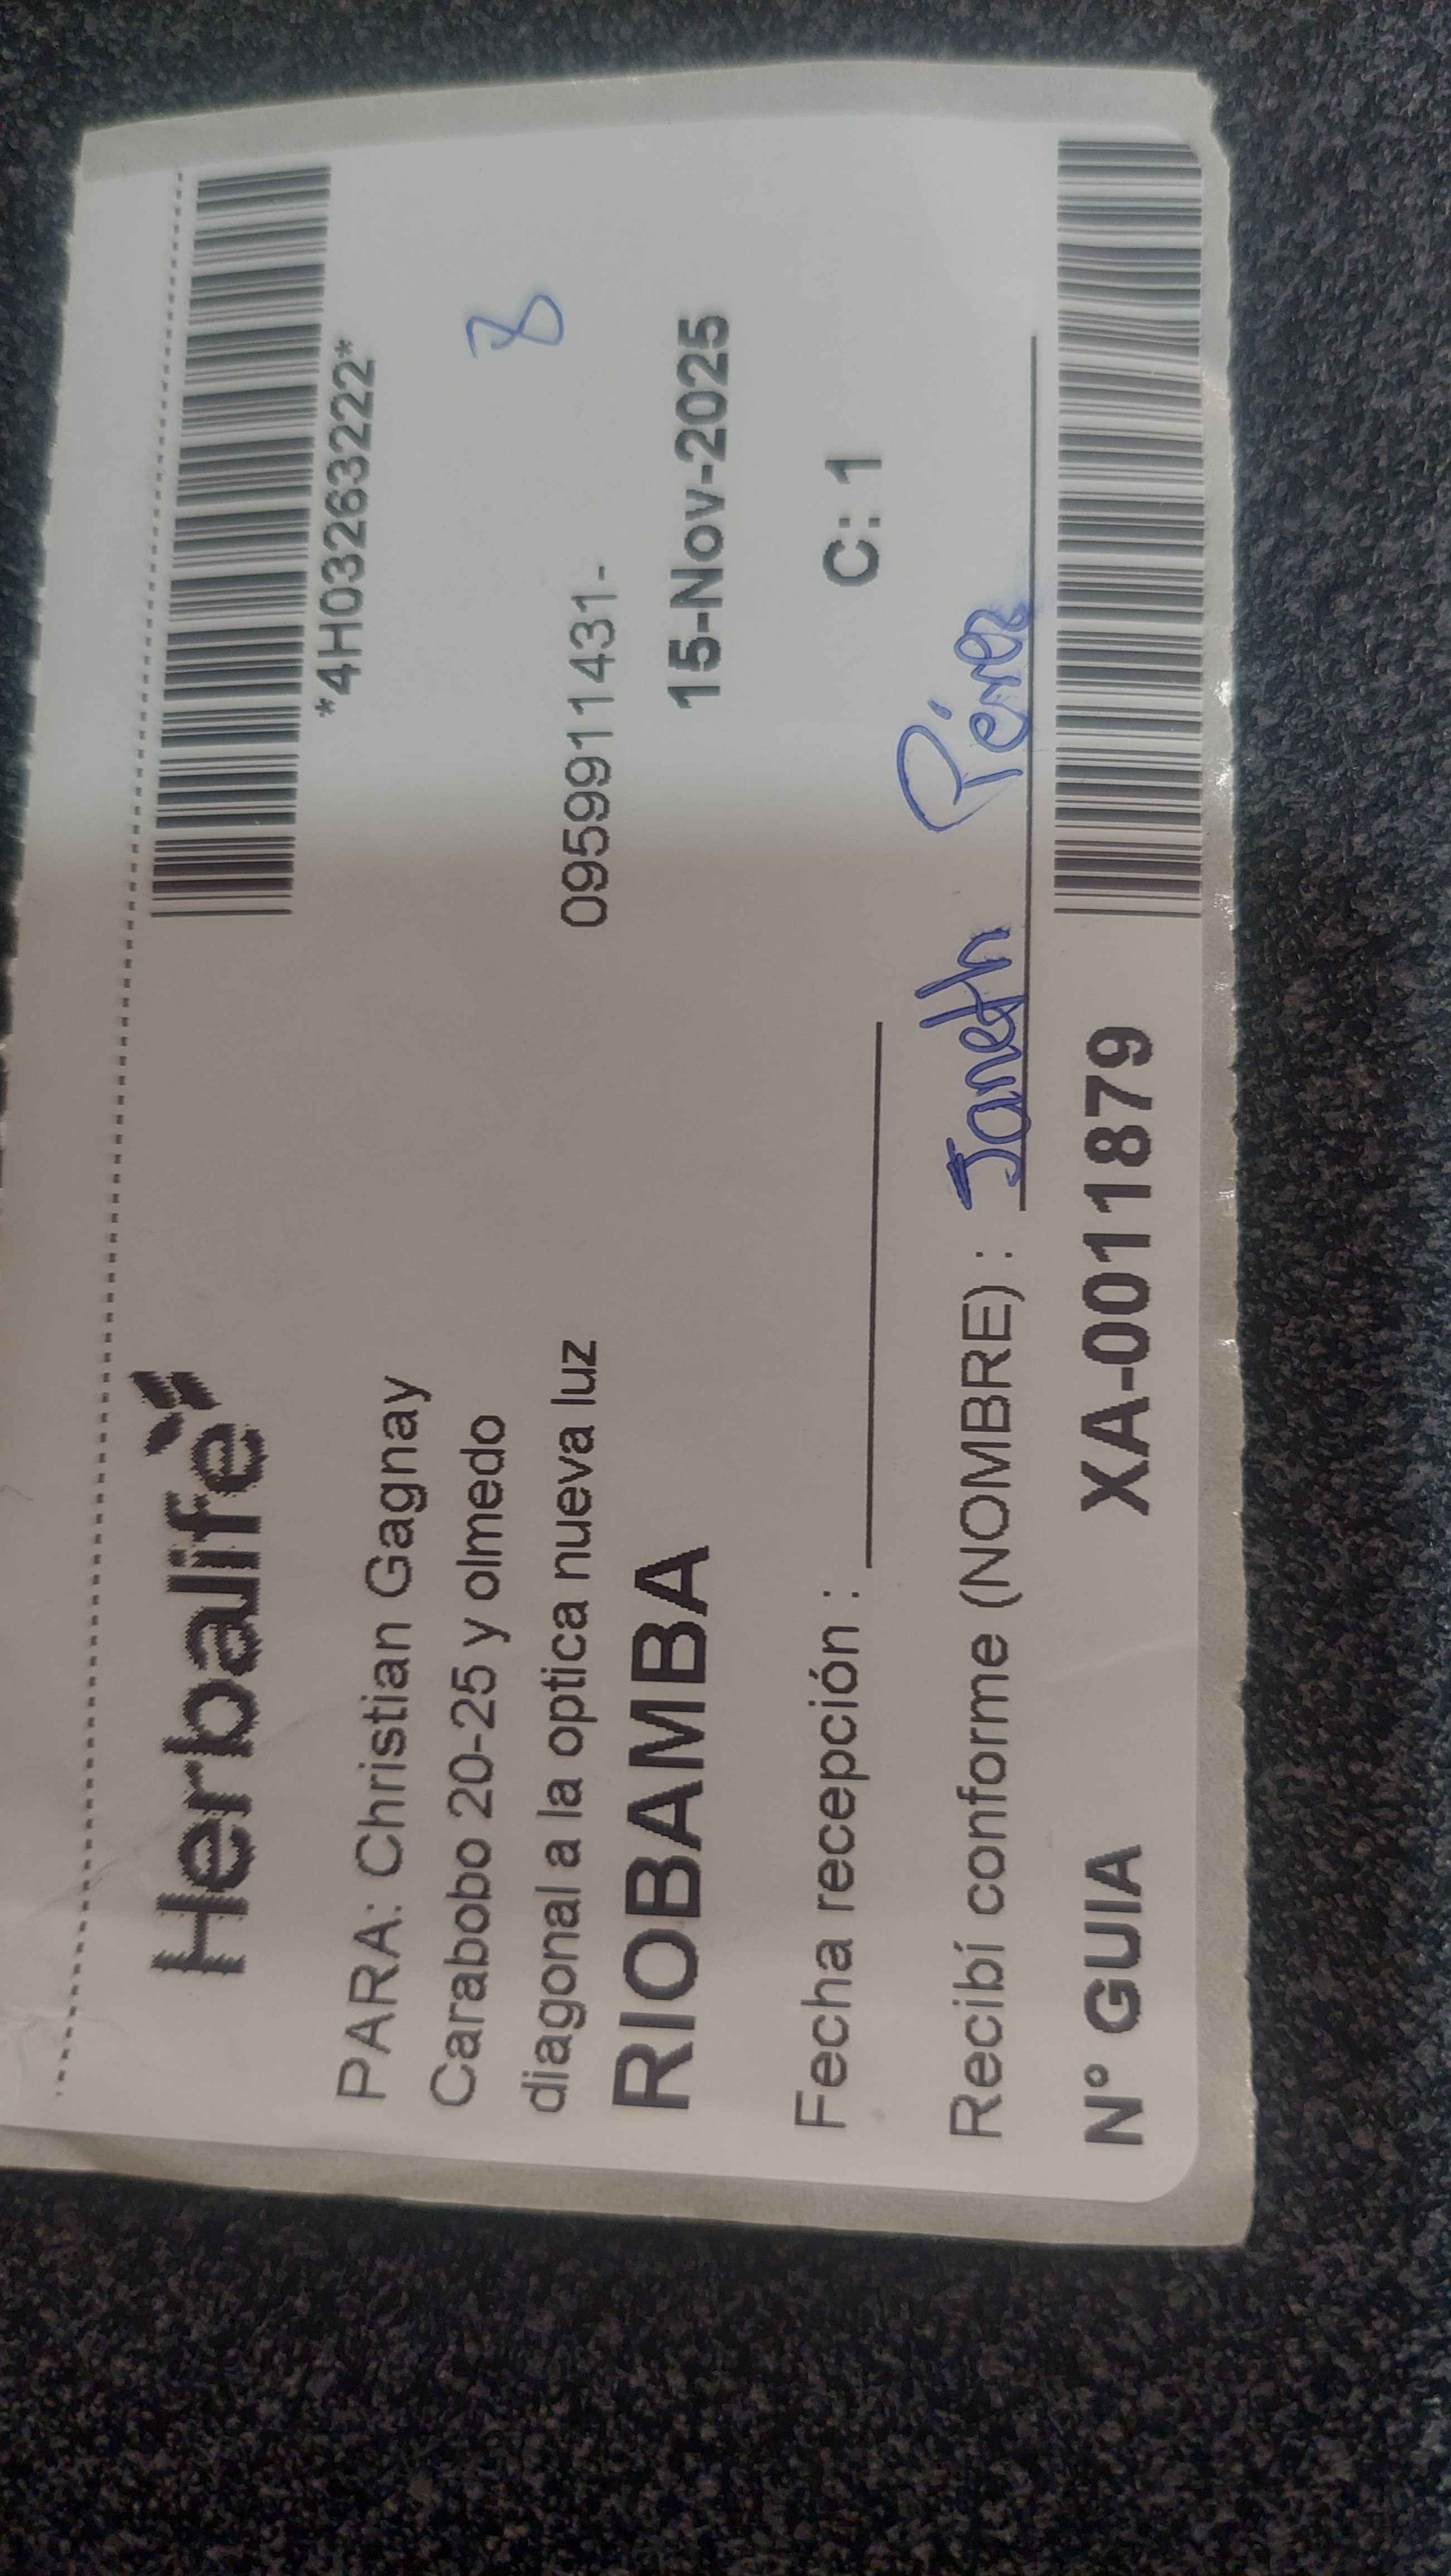 Herbalife
*4H03263222*
PARA: Christian Gagnay
Carabobo 20-25 y olmedo
8
diagonal a la optica nueva luz
0959911431-
RIOBAMBA
15-Nov-2025
Fecha recepción :
C: 1
Recibí conforme (NOMBRE) : Janeth Pérez
N° GUIA XA-0011879